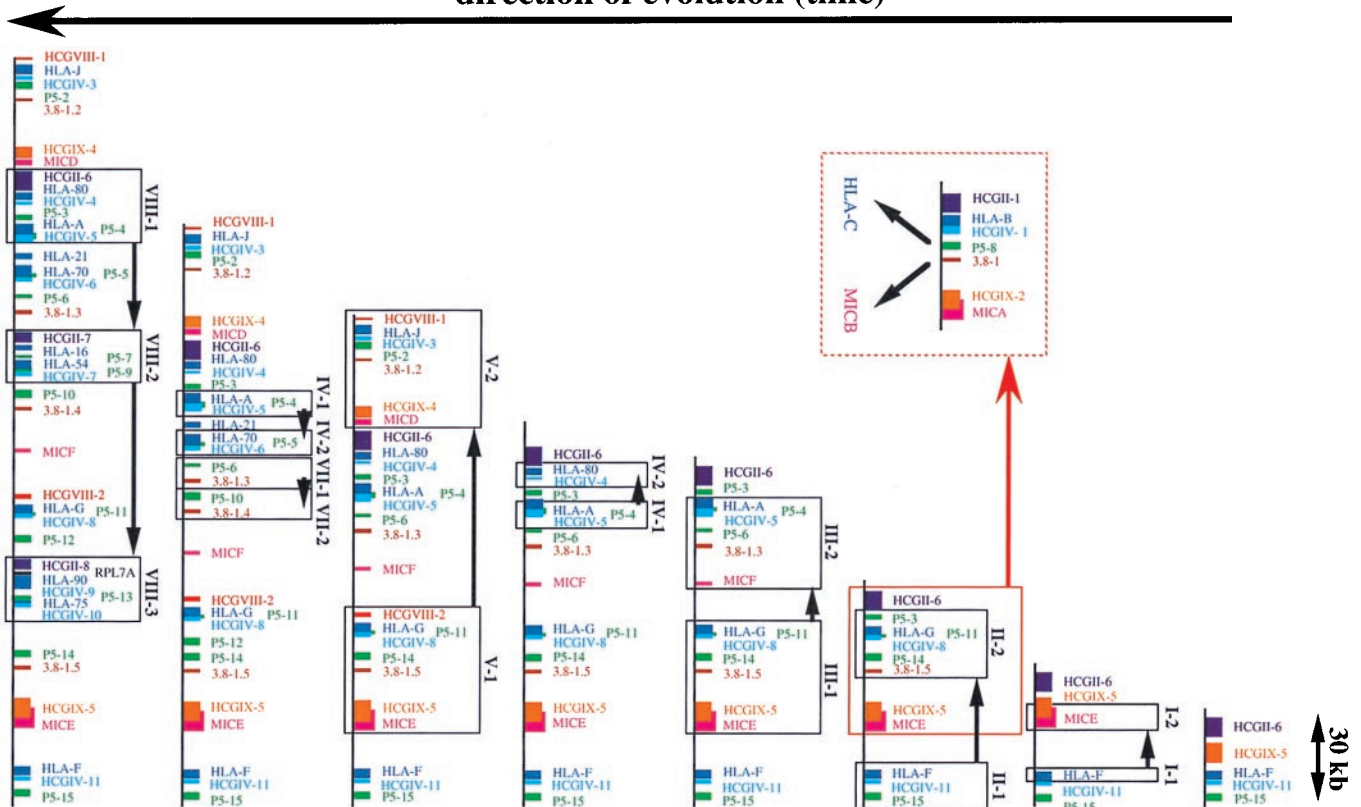 direction of evolution (time)
HCGVIII-1
HLA-J
HCGIV-3
P5-2
3.8-1.2
HCGIX-4
MICD
HCGII-6
HLA-80
HCGIV-4
P5-3
HLA-A P5-4
HCGIV-5
VIII-1
HLA-21
HLA-70 P5-5
HCGIV-6
P5-6
3.8-1.3
HCGII-7
HLA-16 P5-7
HLA-54 P5-9
HCGIV-7
VIII-2
P5-10
3.8-1.4
MICF
HCGVIII-2
HLA-G P5-11
HCGIV-8
P5-12
HCGII-8 RPL7A
HLA-90
HCGIV-9 P5-13
HLA-75
HCGIV-10
VIII-3
P5-14
3.8-1.5
HCGIX-5
MICE
HLA-F
HCGIV-11
P5-15
HCGVIII-1
HLA-J
HCGIV-3
P5-2
3.8-1.2
HCGIX-4
MICD
HCGII-6
HLA-80
HCGIV-4
P5-3
HLA-A P5-4
HCGIV-5
IV-1
HLA-21
HLA-70 P5-5
HCGIV-6
IV-2
P5-6
3.8-1.3
VII-1
P5-10
3.8-1.4
VII-2
MICF
HCGVIII-2
HLA-G P5-11
HCGIV-8
P5-12
P5-14
3.8-1.5
HCGIX-5
MICE
HLA-F
HCGIV-11
P5-15
HCGVIII-1
HLA-J
HCGIV-3
P5-2
3.8-1.2
HCGIX-4
MICD
V-2
HCGII-6
HLA-80
HCGIV-4
P5-3
HLA-A P5-4
HCGIV-5
P5-6
3.8-1.3
MICF
HCGVIII-2
HLA-G P5-11
HCGIV-8
P5-14
3.8-1.5
HCGIX-5
MICE
V-1
HLA-F
HCGIV-11
P5-15
HCGII-6
HLA-80
HCGIV-4
IV-2
P5-3
HLA-A P5-4
HCGIV-5
IV-1
P5-6
3.8-1.3
MICF
HLA-G P5-11
HCGIV-8
P5-14
3.8-1.5
HCGIX-5
MICE
HLA-F
HCGIV-11
P5-15
HCGII-6
P5-3
HLA-A P5-4
HCGIV-5
P5-6
3.8-1.3
MICF
III-2
HLA-G P5-11
HCGIV-8
P5-14
3.8-1.5
HCGIX-5
MICE
III-1
HLA-F
HCGIV-11
P5-15
HLA-C
MICB
HCGII-1
HLA-B
HCGIV- 1
P5-8
3.8-1
HCGIX-2
MICA
HCGII-6
P5-3
HLA-G P5-11
HCGIV-8
P5-14
3.8-1.5
II-2
HCGIX-5
MICE
HLA-F
HCGIV-11
P5-15
II-1
HCGII-6
HCGIX-5
MICE
I-2
HLA-F
I-1
HCGIV-11
P5-15
HCGII-6
HCGIX-5
HLA-F
HCGIV-11
P5-15
30 kb